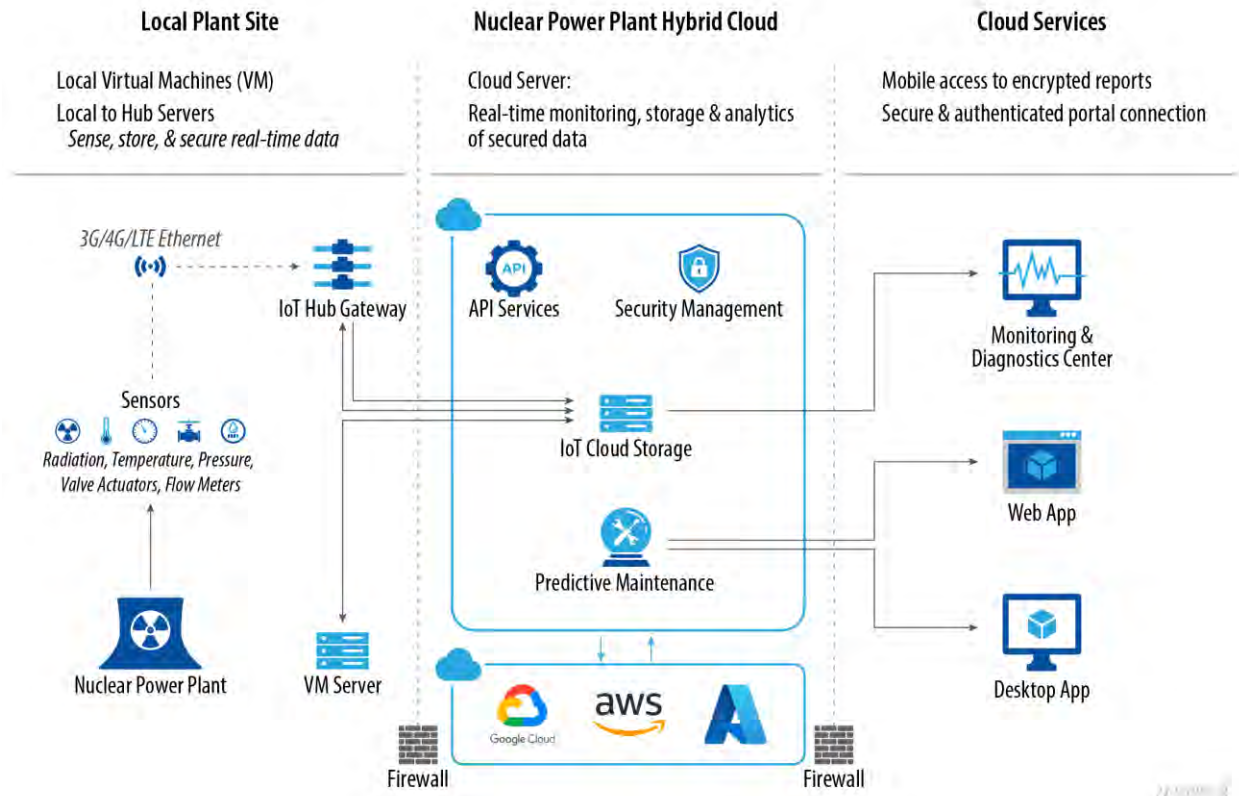 Local Plant Site
Local Virtual Machines (VM)
Local to Hub Servers
Sense, store, & secure real-time data
Nuclear Power Plant Hybrid Cloud
Cloud Server:
Real-time monitoring, storage & analytics
of secured data
Cloud Services
Mobile access to encrypted reports
Secure & authenticated portal connection
3G/4G/LTE Ethernet
IoT Hub Gateway
Sensors
Radiation, Temperature, Pressure,
Valve Actuators, Flow Meters
Nuclear Power Plant
VM Server
Firewall
API
API Services
Security Management
IoT Cloud Storage
Predictive Maintenance
Google Cloud
aws
Firewall
Monitoring &
Diagnostics Center
Web App
Desktop App